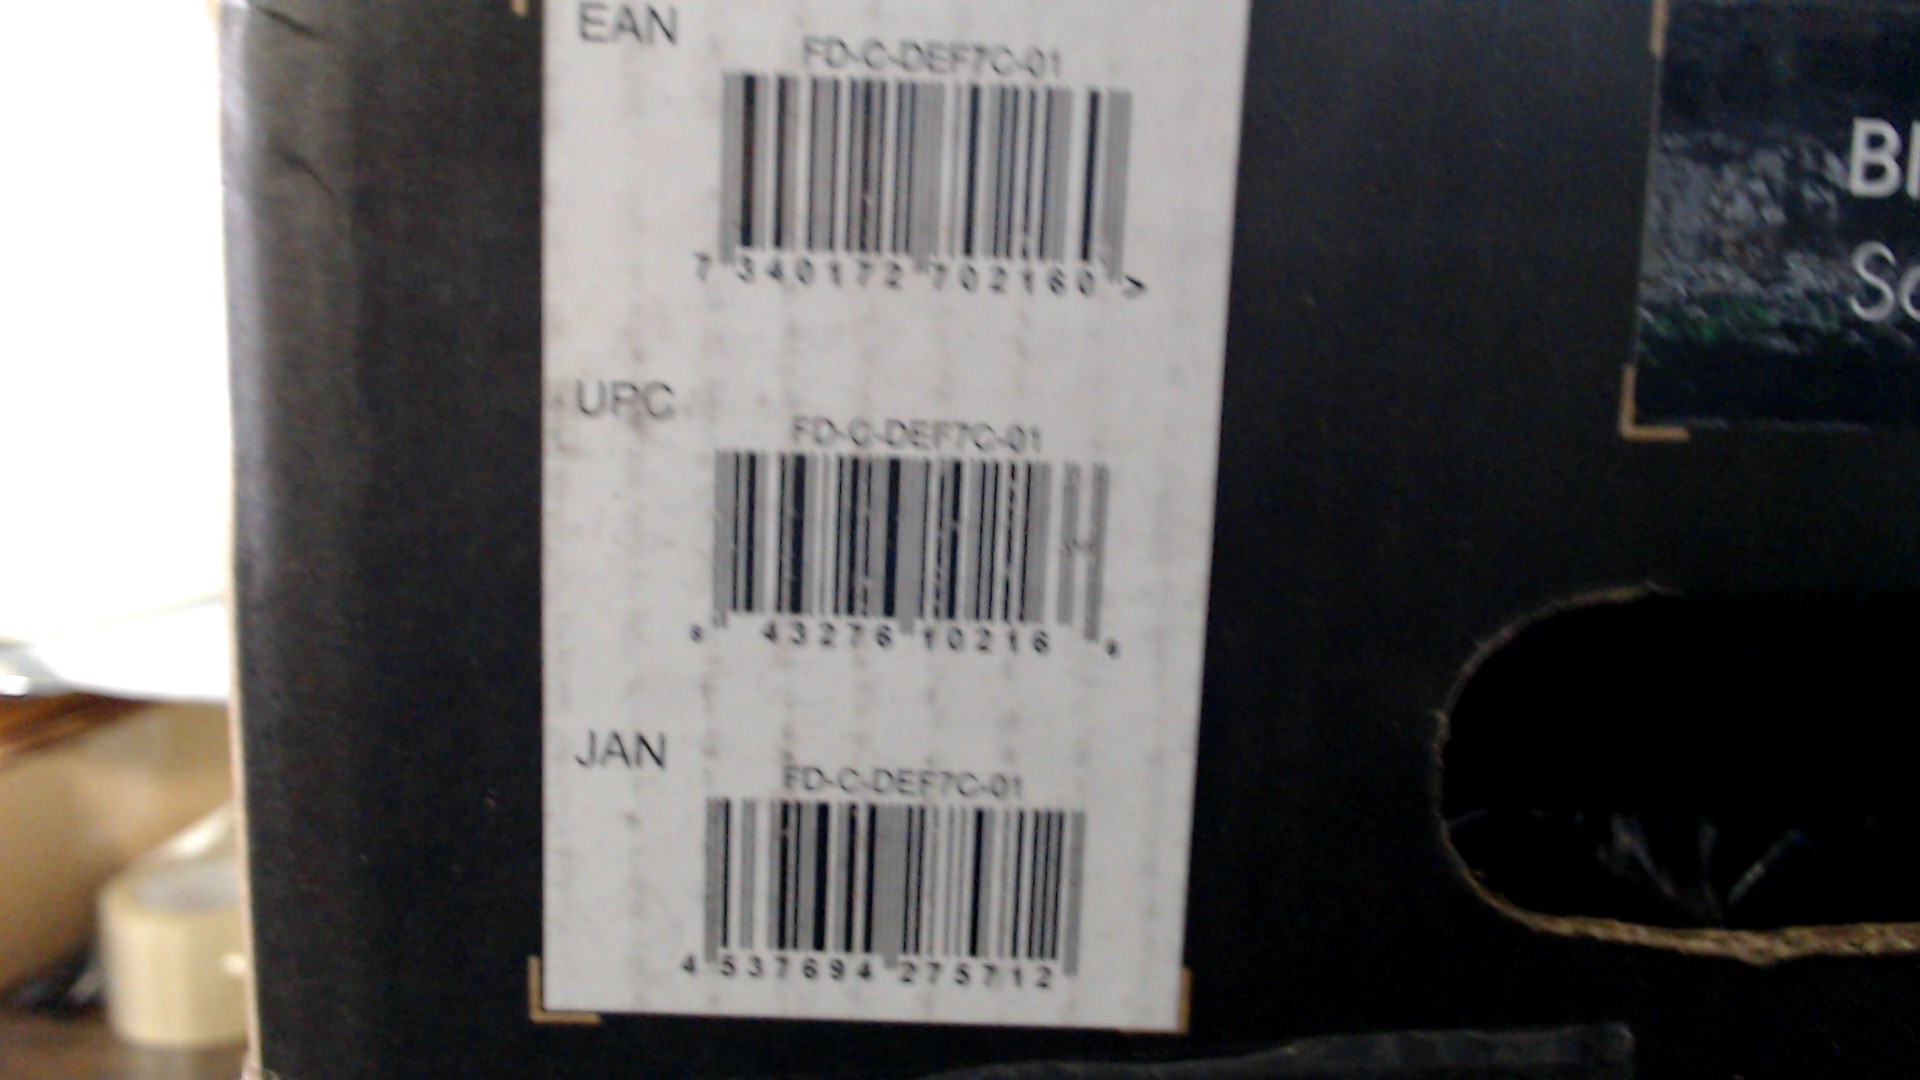 EAN
FD-C-DEF7C-01
7 340172 702160 >
UPC
FD-C-DEF7C-01
8 43276 10216 6
JAN
FD-C-DEF7C-01
4 537694 275712